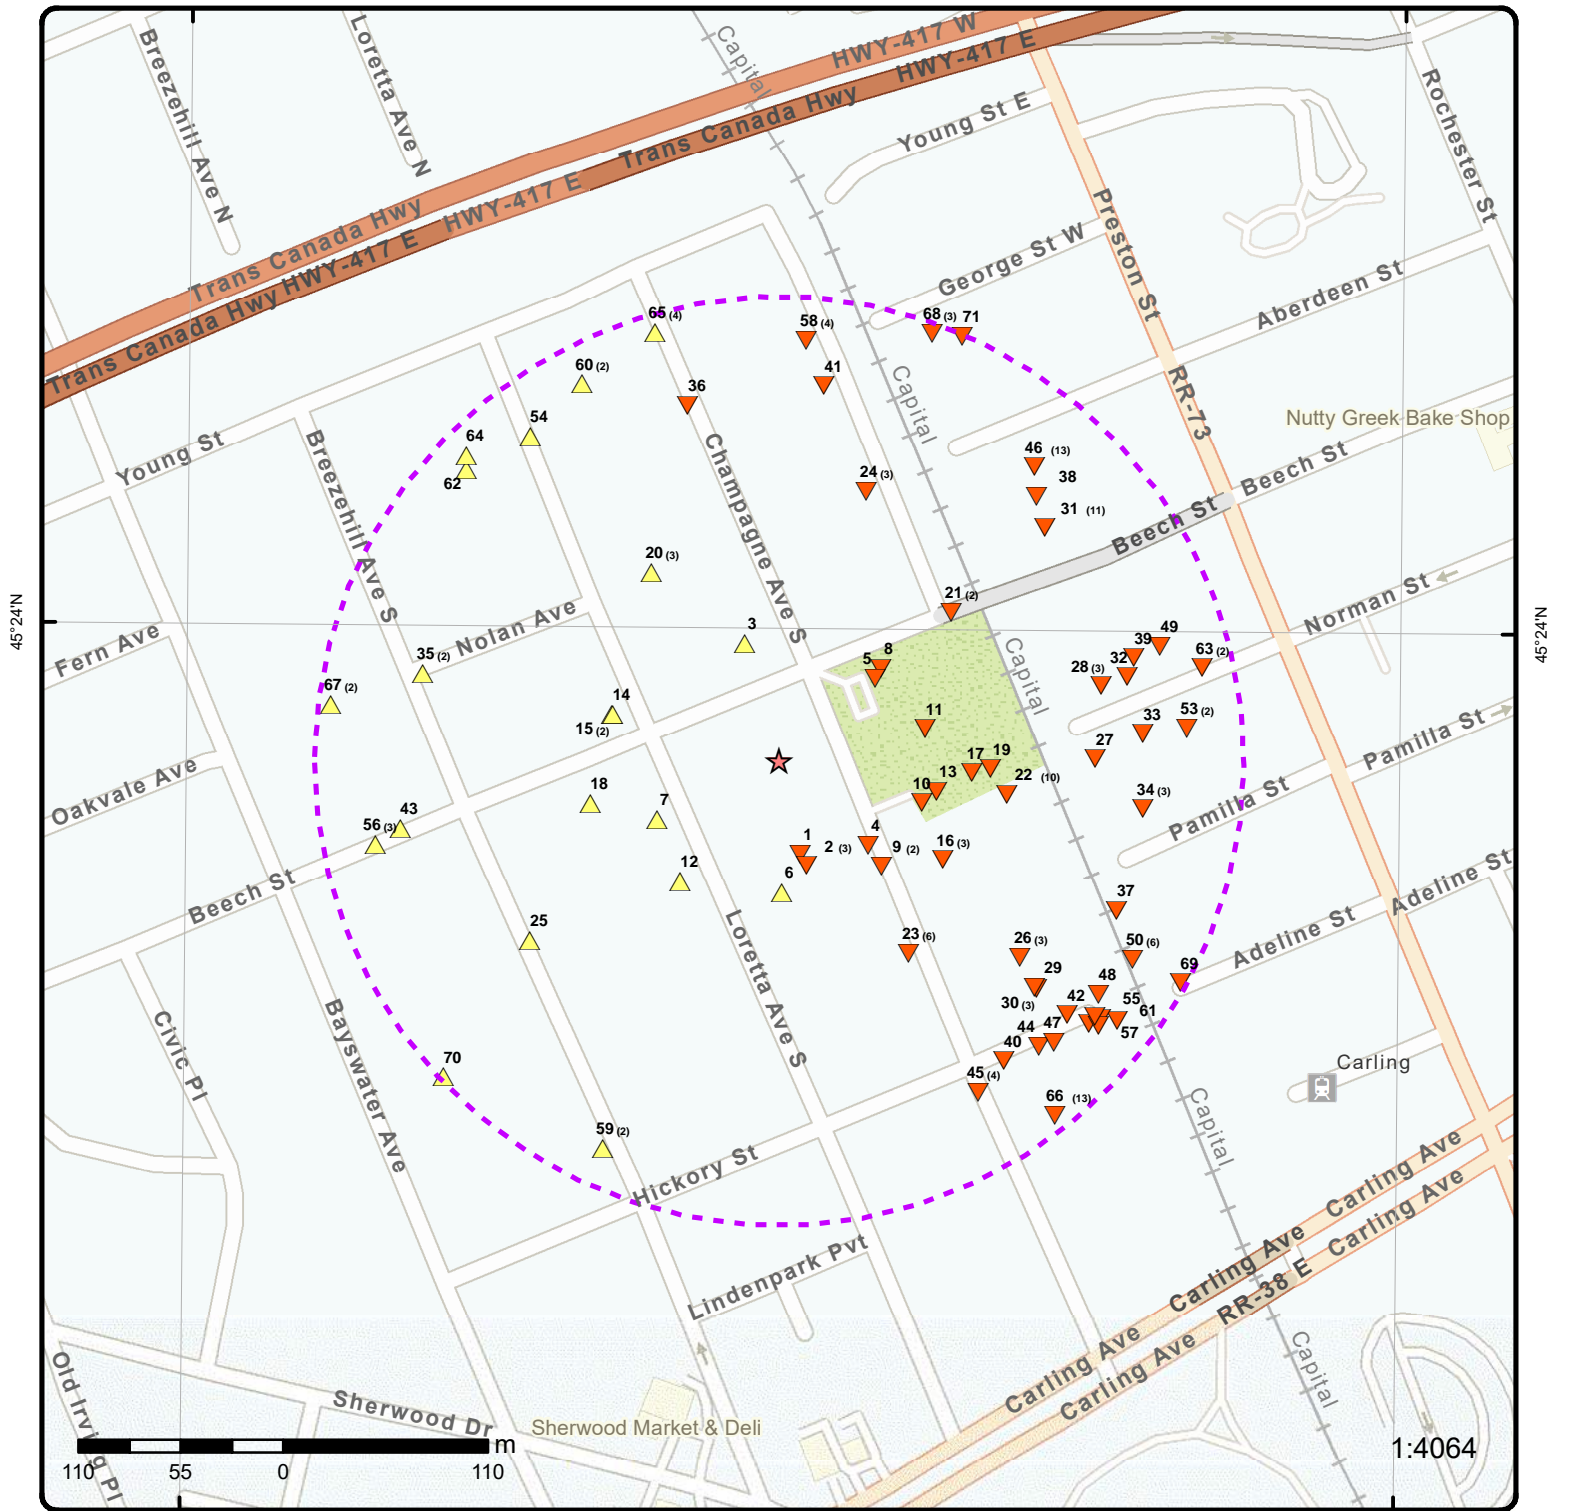 Breezehill Ave N
Loretta Ave N
Capital
HWY-417 W
HWY-417 E
Trans Canada Hwy
Young St E
Rochester St
HWY-417 E
Trans Canada Hwy
HWY-417 E
Trans Canada Hwy
Preston St
George St W
Aberdeen St
65 (4)
58 (4)
68 (3)
71
60 (2)
41
36
Capital
RR-73
54
Nutty Greek Bake Shop
64
62
Young St
Breezehill Ave S
Champagne Ave S
24 (3)
46 (13)
38
31 (11)
Beech St
Beech St
20 (3)
21 (2)
Norman St
45°24'N
45°24'N
Nolan Ave
Fern Ave
3
Capital
39
49
35 (2)
5
8
28 (3)
32
63 (2)
67 (2)
14
15 (2)
11
33
53 (2)
Pamilla St
27
17
19
Oakvale Ave
18
7
10
13
22 (10)
34 (3)
Pamilla St
43
56 (3)
1
2 (3)
4
9 (2)
16 (3)
12
6
Adeline St
Beech St
37
25
Loretta Ave S
23 (6)
26 (3)
50 (6)
Adeline St
69
29
30 (3)
48
42
55
61
57
Civic Pl
Bayswater Ave
44
47
40
Carling
70
45 (4)
66 (13)
Capital
59 (2)
Hickory St
Carling Ave
Lindenpark Pvt
Carling Ave
Carling Ave
RR-38 E
Carling Ave
Carling Ave
Capital
Old Irving Pl
Sherwood Dr
Sherwood Market & Deli
m
110
55
0
110
1:4064